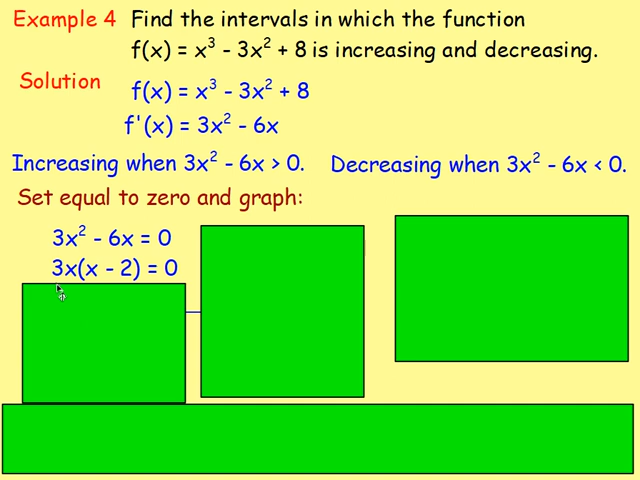 Example 4 Find the intervals in which the function
f(x) = x³ - 3x² + 8 is increasing and decreasing.
Solution
f(x) = x³ - 3x² + 8
f'(x) = 3x² - 6x
Increasing when 3x² - 6x > 0. Decreasing when 3x² - 6x < 0.
Set equal to zero and graph:
3x² - 6x = 0
3x(x - 2) = 0